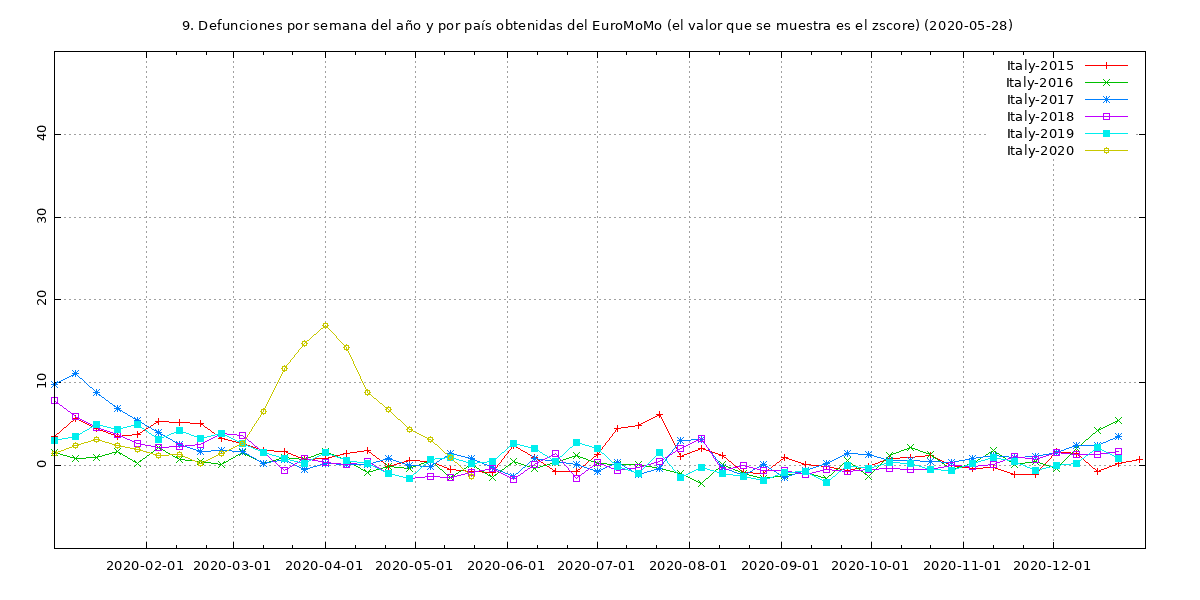 9. Defunciones por semana del año y por país obtenidas del EuroMoMo (el valor que se muestra es el zscore) (2020-05-28)
Italy-2015
Italy-2016
Italy-2017
Italy-2018
Italy-2019
Italy-2020
40
30
20
10
0
2020-02-01 2020-03-01 2020-04-01 2020-05-01 2020-06-01 2020-07-01 2020-08-01 2020-09-01 2020-10-01 2020-11-01 2020-12-01